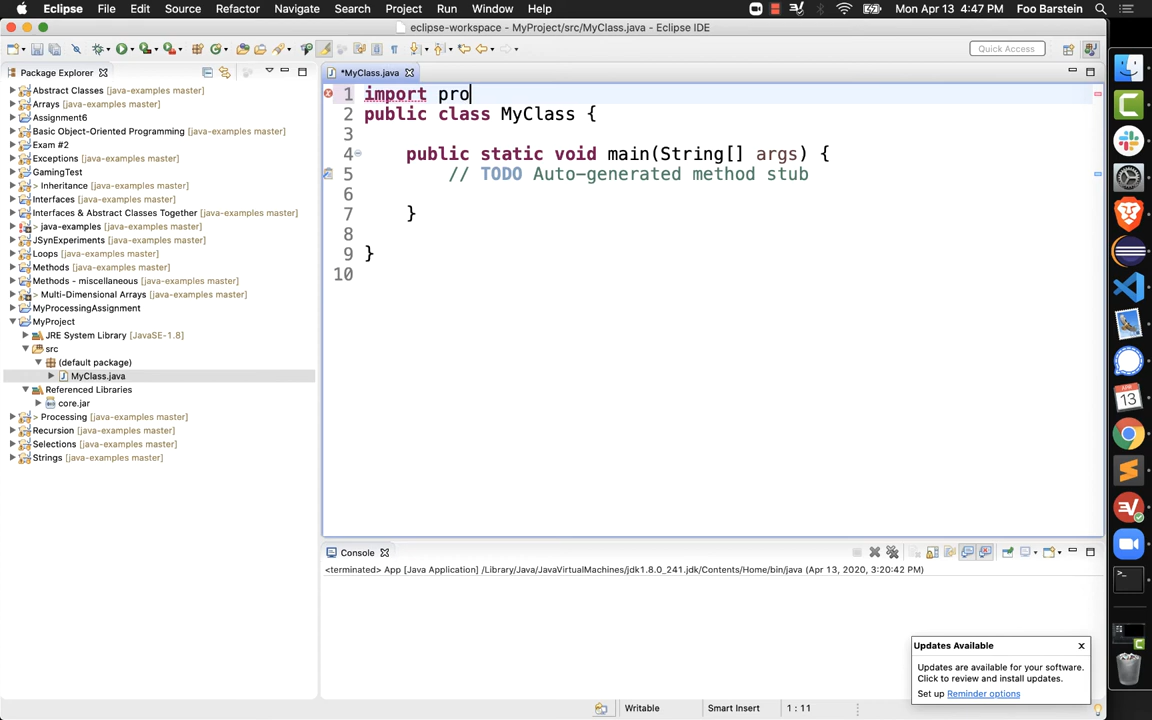 Eclipse File Edit Source Refactor Navigate Search Project Run Window Help Mon Apr 13 4:47 PM Foo Barstein
eclipse-workspace - MyProject/src/MyClass.java - Eclipse IDE
Quick Access
Package Explorer
Abstract Classes [java-examples master]
Arrays [java-examples master]
Assignment6
Basic Object-Oriented Programming [java-examples master]
Exam #2
Exceptions [java-examples master]
GamingTest
> Inheritance [java-examples master]
Interfaces [java-examples master]
Interfaces & Abstract Classes Together [java-examples master]
> java-examples [java-examples master]
JSynExperiments [java-examples master]
Loops [java-examples master]
Methods [java-examples master]
Methods - miscellaneous [java-examples master]
> Multi-Dimensional Arrays [java-examples master]
MyProcessingAssignment
MyProject
JRE System Library [JavaSE-1.8]
src
(default package)
MyClass.java
Referenced Libraries
core.jar
> Processing [java-examples master]
Recursion [java-examples master]
Selections [java-examples master]
Strings [java-examples master]
*MyClass.java
1 import pro
2 public class MyClass {
3
4 public static void main(String[] args) {
5 // TODO Auto-generated method stub
6
7 }
8
9 }
10
Console
<terminated> App [Java Application] /Library/Java/JavaVirtualMachines/jdk1.8.0_241.jdk/Contents/Home/bin/java (Apr 13, 2020, 3:20:42 PM)
Updates Available x
Updates are available for your software.
Click to review and install updates.
Set up Reminder options
Writable Smart Insert 1 : 11
APR
13